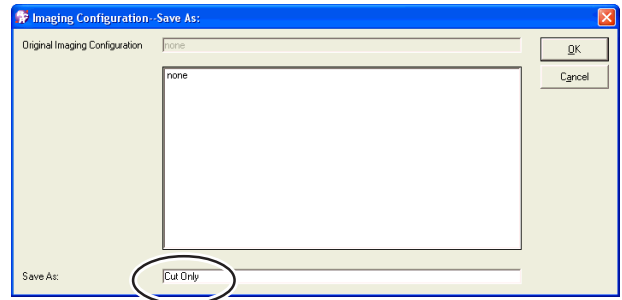 Imaging Configuration--Save As:
Original Imaging Configuration none
OK
none
Cancel
Save As: Cut Only